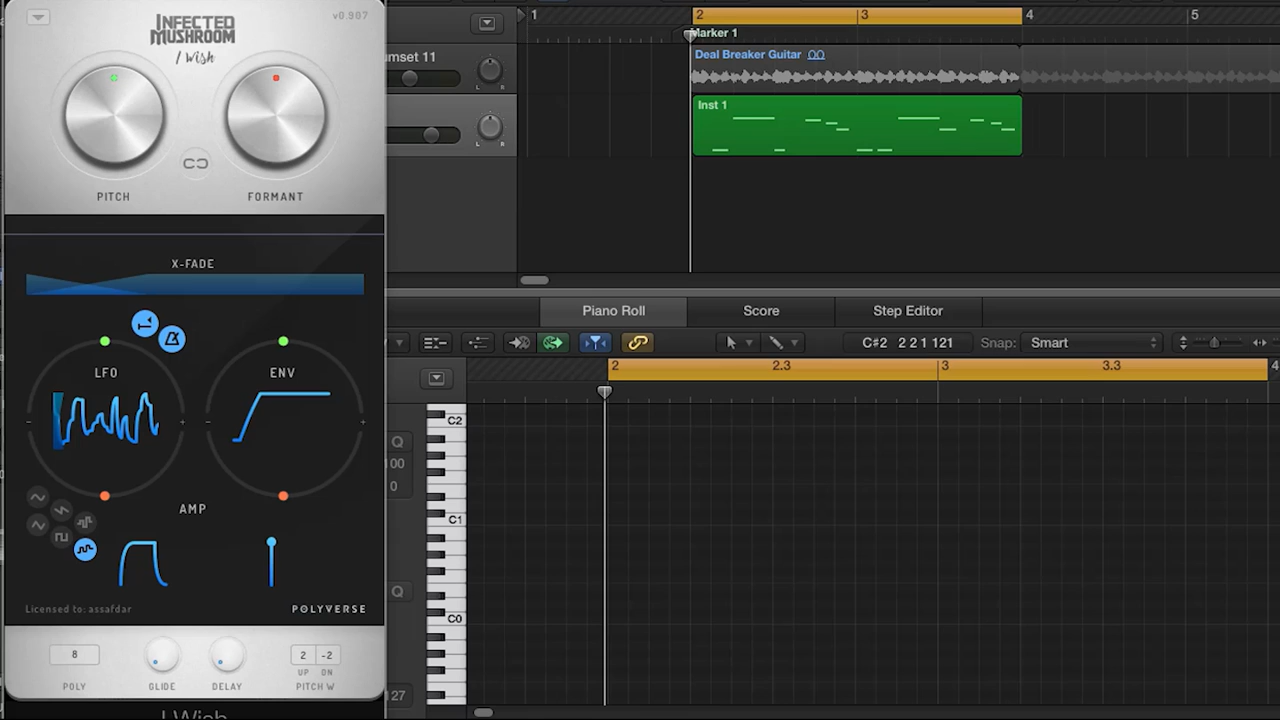 INFECTED
MUSHROOM
I Wish
v0.907
PITCH
FORMANT
X-FADE
LFO
ENV
AMP
Licensed to: assafdar
POLYVERSE
8
2 -2
UP DN
POLY
GLIDE
DELAY
PITCH W
I Wish
umset 11
L R
L R
1 2 3 4 5
Marker 1
Deal Breaker Guitar
Inst 1
Piano Roll
Score
Step Editor
C#2 2 2 1 121
Snap: Smart
2 2.3 3 3.3 4
Q
00
0
Q
27
C2
C1
C0